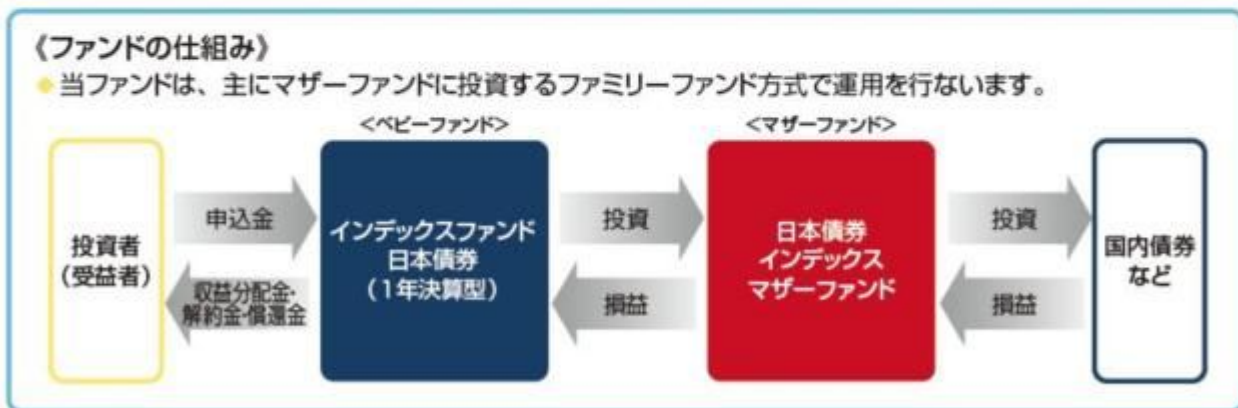 《ファンドの仕組み》
◆当ファンドは、主にマザーファンドに投資するファミリーファンド方式で運用を行ないます。
<ベビーファンド>
<マザーファンド>
投資者
(受益者)
申込金
収益分配金・
解約金・償還金
インデックスファンド
日本債券
(1年決算型)
投資
損益
日本債券
インデックス
マザーファンド
投資
損益
国内債券
など